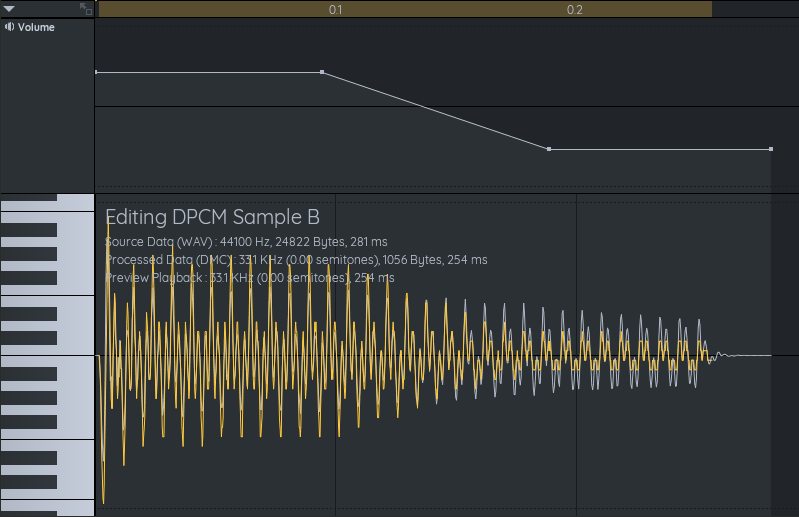 0.1
0.2
Volume
Editing DPCM Sample B
Source Data (WAV) : 44100 Hz, 24822 Bytes, 281 ms
Processed Data (DMC) : 33.1 KHz (0.00 semitones), 1056 Bytes, 254 ms
Preview Playback : 33.1 KHz (0.00 semitones), 254 ms